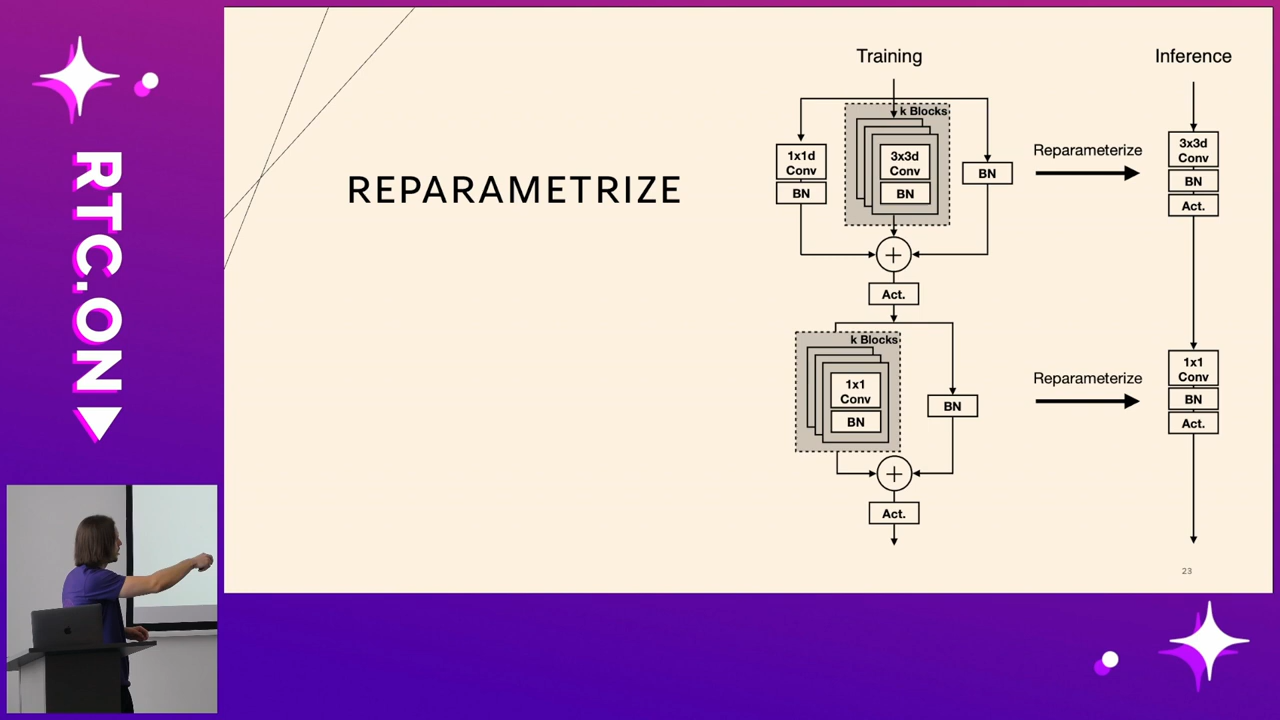 RTC.ON
REPARAMETRIZE
Training
Inference
k Blocks
1x1d
Conv
BN
3x3d
Conv
BN
BN
Reparameterize
3x3d
Conv
BN
Act.
Act.
k Blocks
1x1
Conv
BN
BN
Reparameterize
1x1
Conv
BN
Act.
Act.
23